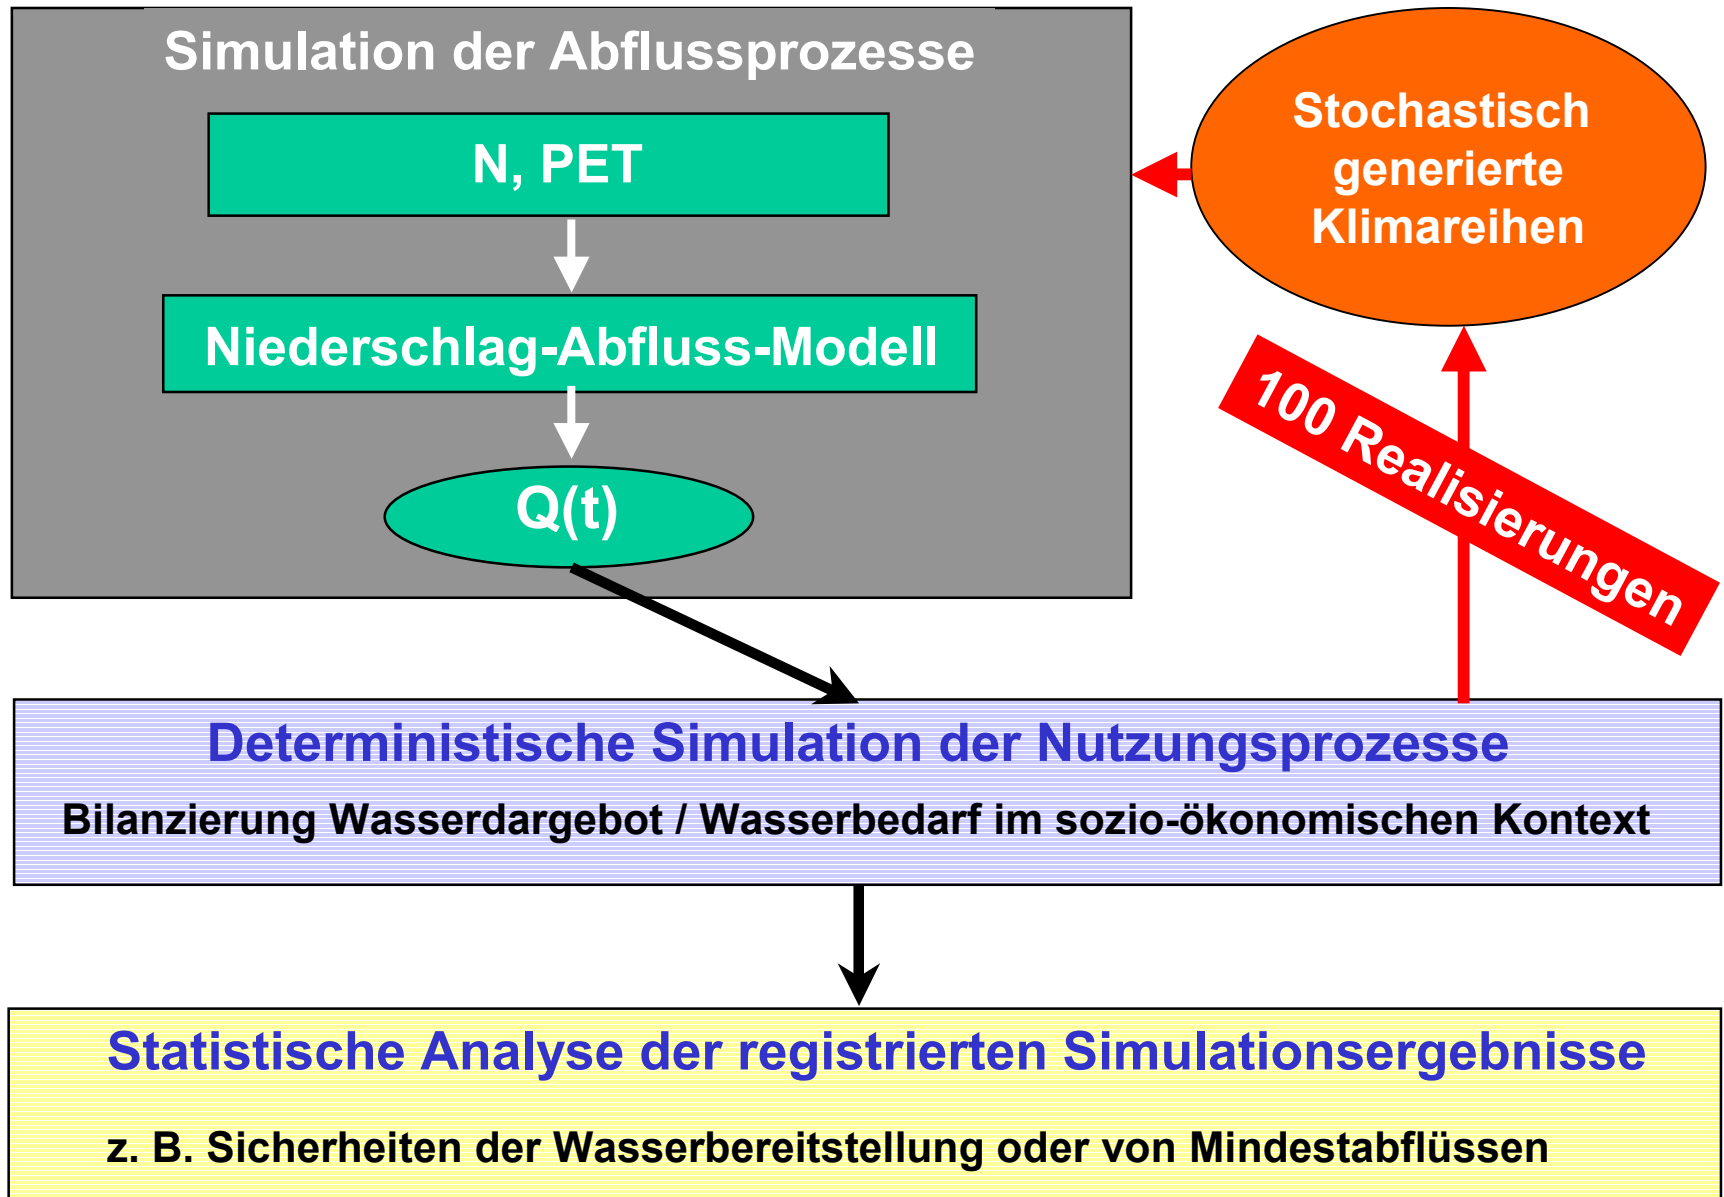 Simulation der Abflussprozesse
N, PET
Niederschlag-Abfluss-Modell
Q(t)
Stochastisch
generierte
Klimareihen
100 Realisierungen
Deterministische Simulation der Nutzungsprozesse
Bilanzierung Wasserdargebot / Wasserbedarf im sozio-ökonomischen Kontext
Statistische Analyse der registrierten Simulationsergebnisse
z. B. Sicherheiten der Wasserbereitstellung oder von Mindestabflüssen